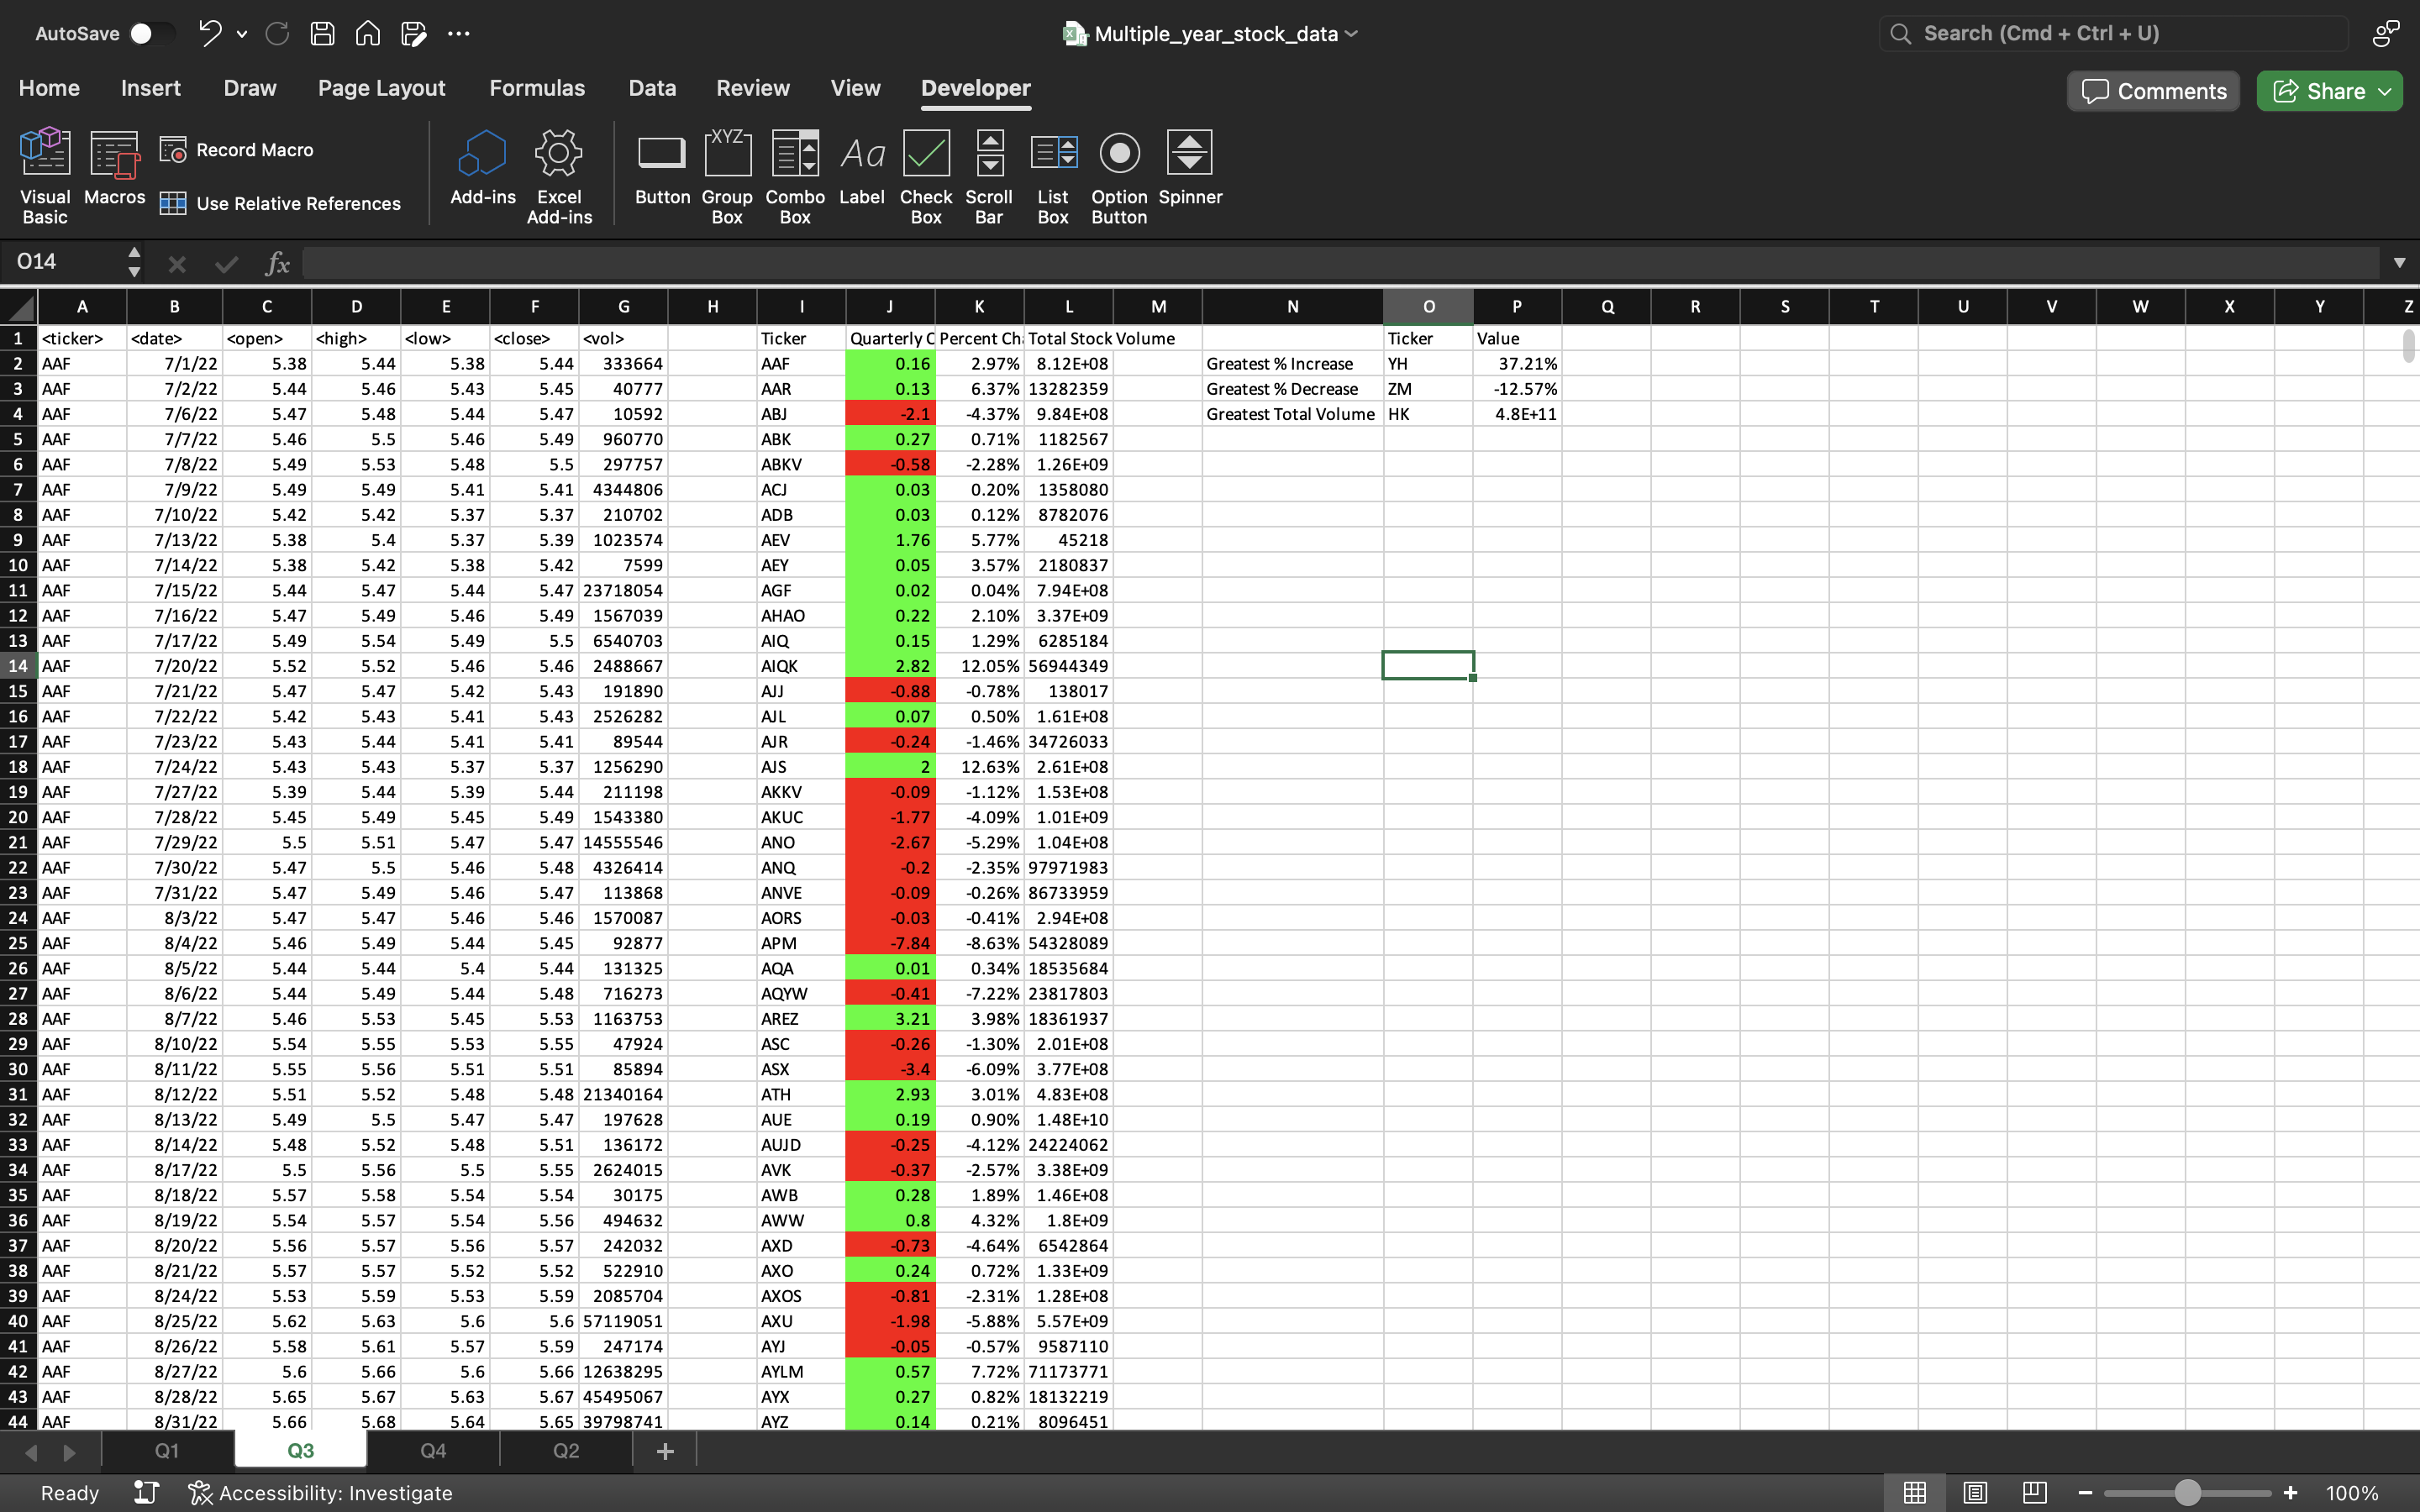 AutoSave
Multiple_year_stock_data
Search (Cmd + Ctrl + U)
Home Insert Draw Page Layout Formulas Data Review View Developer
Comments Share
Visual Basic
Macros
Record Macro
Use Relative References
Add-ins
Excel Add-ins
Button
Group Box
Combo Box
Label
Check Box
Scroll Bar
List Box
Option Button
Spinner
O14 fx
A B C D E F G H I J K L M N O P Q R S T U V W X Y Z
1 <ticker> <date> <open> <high> <low> <close> <vol> Ticker Quarterly C Percent Ch Total Stock Volume Ticker Value
2 AAF 7/1/22 5.38 5.44 5.38 5.44 333664 AAF 0.16 2.97% 8.12E+08 Greatest % Increase YH 37.21%
3 AAF 7/2/22 5.44 5.46 5.43 5.45 40777 AAR 0.13 6.37% 13282359 Greatest % Decrease ZM -12.57%
4 AAF 7/6/22 5.47 5.48 5.44 5.47 10592 ABJ -2.1 -4.37% 9.84E+08 Greatest Total Volume HK 4.8E+11
5 AAF 7/7/22 5.46 5.5 5.46 5.49 960770 ABK 0.27 0.71% 1182567
6 AAF 7/8/22 5.49 5.53 5.48 5.5 297757 ABKV -0.58 -2.28% 1.26E+09
7 AAF 7/9/22 5.49 5.49 5.41 5.41 4344806 ACJ 0.03 0.20% 1358080
8 AAF 7/10/22 5.42 5.42 5.37 5.37 210702 ADB 0.03 0.12% 8782076
9 AAF 7/13/22 5.38 5.4 5.37 5.39 1023574 AEV 1.76 5.77% 45218
10 AAF 7/14/22 5.38 5.42 5.38 5.42 7599 AEY 0.05 3.57% 2180837
11 AAF 7/15/22 5.44 5.47 5.44 5.47 23718054 AGF 0.02 0.04% 7.94E+08
12 AAF 7/16/22 5.47 5.49 5.46 5.49 1567039 AHAO 0.22 2.10% 3.37E+09
13 AAF 7/17/22 5.49 5.54 5.49 5.5 6540703 AIQ 0.15 1.29% 6285184
14 AAF 7/20/22 5.52 5.52 5.46 5.46 2488667 AIQK 2.82 12.05% 56944349
15 AAF 7/21/22 5.47 5.47 5.42 5.43 191890 AJJ -0.88 -0.78% 138017
16 AAF 7/22/22 5.42 5.43 5.41 5.43 2526282 AJL 0.07 0.50% 1.61E+08
17 AAF 7/23/22 5.43 5.44 5.41 5.41 89544 AJR -0.24 -1.46% 34726033
18 AAF 7/24/22 5.43 5.43 5.37 5.37 1256290 AJS 2 12.63% 2.61E+08
19 AAF 7/27/22 5.39 5.44 5.39 5.44 211198 AKKV -0.09 -1.12% 1.53E+08
20 AAF 7/28/22 5.45 5.49 5.45 5.49 1543380 AKUC -1.77 -4.09% 1.01E+09
21 AAF 7/29/22 5.5 5.51 5.47 5.47 14555546 ANO -2.67 -5.29% 1.04E+08
22 AAF 7/30/22 5.47 5.5 5.46 5.48 4326414 ANQ -0.2 -2.35% 97971983
23 AAF 7/31/22 5.47 5.49 5.46 5.47 113868 ANVE -0.09 -0.26% 86733959
24 AAF 8/3/22 5.47 5.47 5.46 5.46 1570087 AORS -0.03 -0.41% 2.94E+08
25 AAF 8/4/22 5.46 5.49 5.44 5.45 92877 APM -7.84 -8.63% 54328089
26 AAF 8/5/22 5.44 5.44 5.4 5.44 131325 AQA 0.01 0.34% 18535684
27 AAF 8/6/22 5.44 5.49 5.44 5.48 716273 AQYW -0.41 -7.22% 23817803
28 AAF 8/7/22 5.46 5.53 5.45 5.53 1163753 AREZ 3.21 3.98% 18361937
29 AAF 8/10/22 5.54 5.55 5.53 5.55 47924 ASC -0.26 -1.30% 2.01E+08
30 AAF 8/11/22 5.55 5.56 5.51 5.51 85894 ASX -3.4 -6.09% 3.77E+08
31 AAF 8/12/22 5.51 5.52 5.48 5.48 21340164 ATH 2.93 3.01% 4.83E+08
32 AAF 8/13/22 5.49 5.5 5.47 5.47 197628 AUE 0.19 0.90% 1.48E+10
33 AAF 8/14/22 5.48 5.52 5.48 5.51 136172 AUJD -0.25 -4.12% 24224062
34 AAF 8/17/22 5.5 5.56 5.5 5.55 2624015 AVK -0.37 -2.57% 3.38E+09
35 AAF 8/18/22 5.57 5.58 5.54 5.54 30175 AWB 0.28 1.89% 1.46E+08
36 AAF 8/19/22 5.54 5.57 5.54 5.56 494632 AWW 0.8 4.32% 1.8E+09
37 AAF 8/20/22 5.56 5.57 5.56 5.57 242032 AXD -0.73 -4.64% 6542864
38 AAF 8/21/22 5.57 5.57 5.52 5.52 522910 AXO 0.24 0.72% 1.33E+09
39 AAF 8/24/22 5.53 5.59 5.53 5.59 2085704 AXOS -0.81 -2.31% 1.28E+08
40 AAF 8/25/22 5.62 5.63 5.6 5.6 57119051 AXU -1.98 -5.88% 5.57E+09
41 AAF 8/26/22 5.58 5.61 5.57 5.59 247174 AYJ -0.05 -0.57% 9587110
42 AAF 8/27/22 5.6 5.66 5.6 5.66 12638295 AYLM 0.57 7.72% 71173771
43 AAF 8/28/22 5.65 5.67 5.63 5.67 45495067 AYX 0.27 0.82% 18132219
44 AAF 8/31/22 5.66 5.68 5.64 5.65 39798741 AYZ 0.14 0.21% 8096451
Q1 Q3 Q4 Q2 +
Ready Accessibility: Investigate 100%